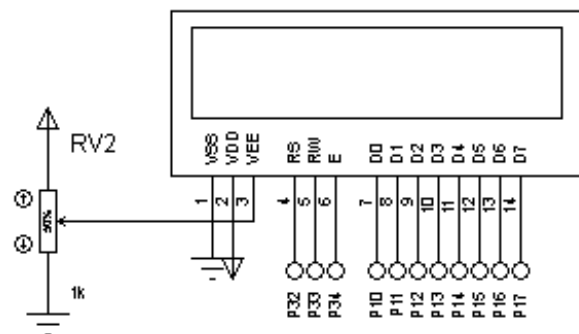 RV2
50%
1k
VSS
VDD
VEE
RS
RW
E
D0
D1
D2
D3
D4
D5
D6
D7
1
2
3
4
5
6
7
8
9
10
11
12
13
14
P32
P33
P34
P10
P11
P12
P13
P14
P15
P16
P17